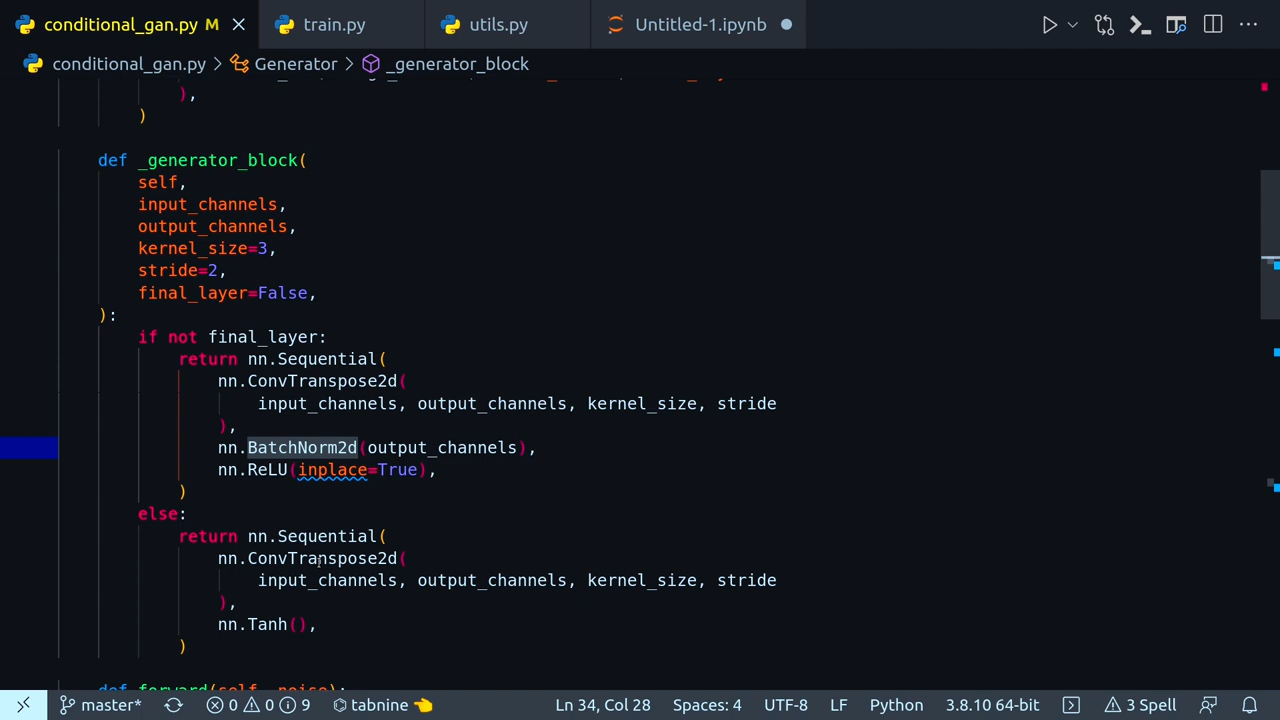 conditional_gan.py M train.py utils.py Untitled-1.ipynb
conditional_gan.py > Generator > _generator_block
),
)
def _generator_block(
self,
input_channels,
output_channels,
kernel_size=3,
stride=2,
final_layer=False,
):
if not final_layer:
return nn.Sequential(
nn.ConvTranspose2d(
input_channels, output_channels, kernel_size, stride
),
nn.BatchNorm2d(output_channels),
nn.ReLU(inplace=True),
)
else:
return nn.Sequential(
nn.ConvTranspose2d(
input_channels, output_channels, kernel_size, stride
),
nn.Tanh(),
)
def forward(self, noise):
master* 0 0 9 tabnine Ln 34, Col 28 Spaces: 4 UTF-8 LF Python 3.8.10 64-bit 3 Spell